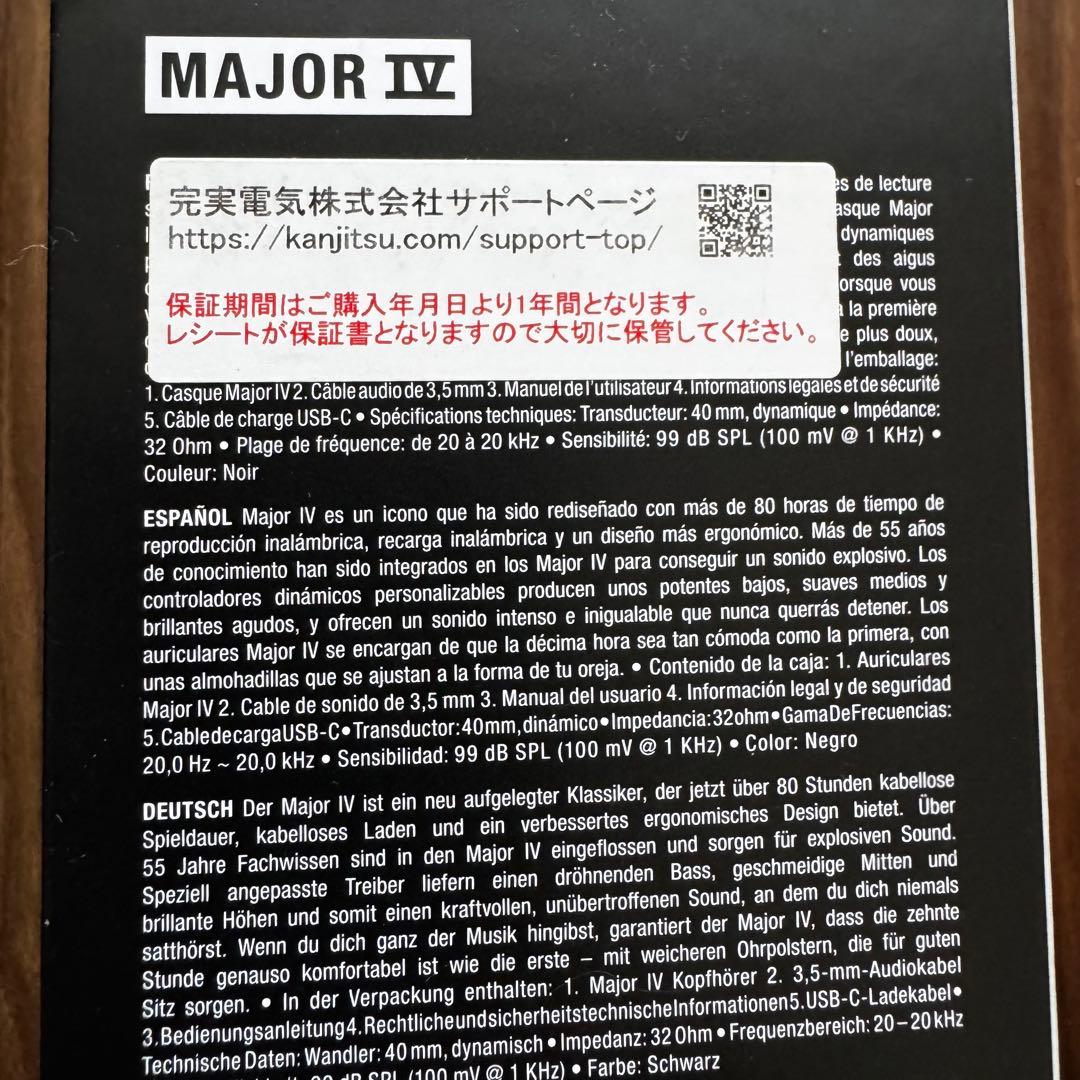 MAJOR IV
完実電気株式会社サポートページ
https://kanjitsu.com/support-top/
保証期間はご購入年月日より1年間となります。
レシートが保証書となりますので大切に保管してください。
de lecture
Major
dynamiques
des aigus
vous
la première
plus doux,
l'emballage:
1. Casque Major IV 2. Câble audio de 3,5 mm 3. Manuel de l'utilisateur 4. Informations légales et de sécurité
5. Câble de charge USB-C • Spécifications techniques: Transducteur: 40 mm, dynamique • Impédance:
32 Ohm • Plage de fréquence: de 20 à 20 kHz • Sensibilité: 99 dB SPL (100 mV @ 1 KHz) •
Couleur: Noir
ESPAÑOL Major IV es un icono que ha sido rediseñado con más de 80 horas de tiempo de
reproducción inalámbrica, recarga inalámbrica y un diseño más ergonómico. Más de 55 años
de conocimiento han sido integrados en los Major IV para conseguir un sonido explosivo. Los
controladores dinámicos personalizables producen unos potentes bajos, suaves medios y
brillantes agudos, y ofrecen un sonido intenso e inigualable que nunca querrás detener. Los
auriculares Major IV se encargan de que la décima hora sea tan cómoda como la primera, con
unas almohadillas que se ajustan a la forma de tu oreja. • Contenido de la caja: 1. Auriculares
Major IV 2. Cable de sonido de 3,5 mm 3. Manual del usuario 4. Información legal y de seguridad
5. Cable de carga USB-C • Transductor: 40 mm, dinámico • Impedancia: 32 ohm • Gama De Frecuencias:
20,0 Hz ~ 20,0 kHz • Sensibilidad: 99 dB SPL (100 mV @ 1 KHz) • Color: Negro
DEUTSCH Der Major IV ist ein neu aufgelegter Klassiker, der jetzt über 80 Stunden kabellose
Spieldauer, kabelloses Laden und ein verbessertes ergonomisches Design bietet. Über
55 Jahre Fachwissen sind in den Major IV eingeflossen und sorgen für explosiven Sound.
Speziell angepasste Treiber liefern einen dröhnenden Bass, geschmeidige Mitten und
brillante Höhen und somit einen kraftvollen, unübertroffenen Sound, an dem du dich niemals
satthörst. Wenn du dich ganz der Musik hingibst, garantiert der Major IV, dass die zehnte
Stunde genauso komfortabel ist wie die erste – mit weicheren Ohrpolstern, die für guten
Sitz sorgen. • In der Verpackung enthalten: 1. Major IV Kopfhörer 2. 3,5-mm-Audiokabel
3. Bedienungsanleitung 4. Rechtliche und sicherheitstechnische Informationen 5. USB-C-Ladekabel •
Technische Daten: Wandler: 40 mm, dynamisch • Impedanz: 32 Ohm • Frequenzbereich: 20 – 20 kHz
99 dB SPL (100 mV @ 1 KHz) • Farbe: Schwarz